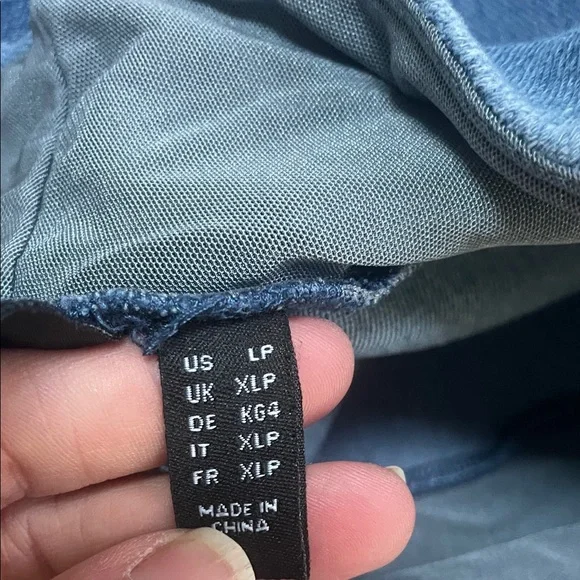 US LP
UK XLP
DE KG4
IT XLP
FR XLP
MADE IN
CHINA